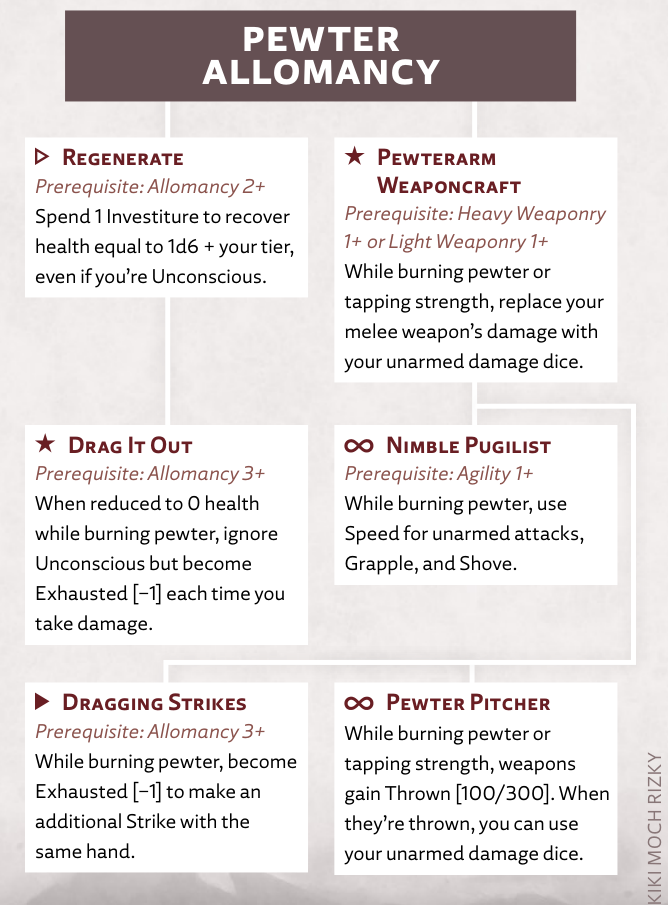 PEWTER
ALLOMANCY
Regenerate
Prerequisite: Allomancy 2+
Spend 1 Investiture to recover
health equal to 1d6 + your tier,
even if you’re Unconscious.
Pewterarm
Weaponcraft
Prerequisite: Heavy Weaponry
1+ or Light Weaponry 1+
While burning pewter or
tapping strength, replace your
melee weapon’s damage with
your unarmed damage dice.
Drag It Out
Prerequisite: Allomancy 3+
When reduced to 0 health
while burning pewter, ignore
Unconscious but become
Exhausted [−1] each time you
take damage.
Nimble Pugilist
Prerequisite: Agility 1+
While burning pewter, use
Speed for unarmed attacks,
Grapple, and Shove.
Dragging Strikes
Prerequisite: Allomancy 3+
While burning pewter, become
Exhausted [−1] to make an
additional Strike with the
same hand.
Pewter Pitcher
While burning pewter or
tapping strength, weapons
gain Thrown [100/300]. When
they’re thrown, you can use
your unarmed damage dice.
KIKI MOCH RIZKY